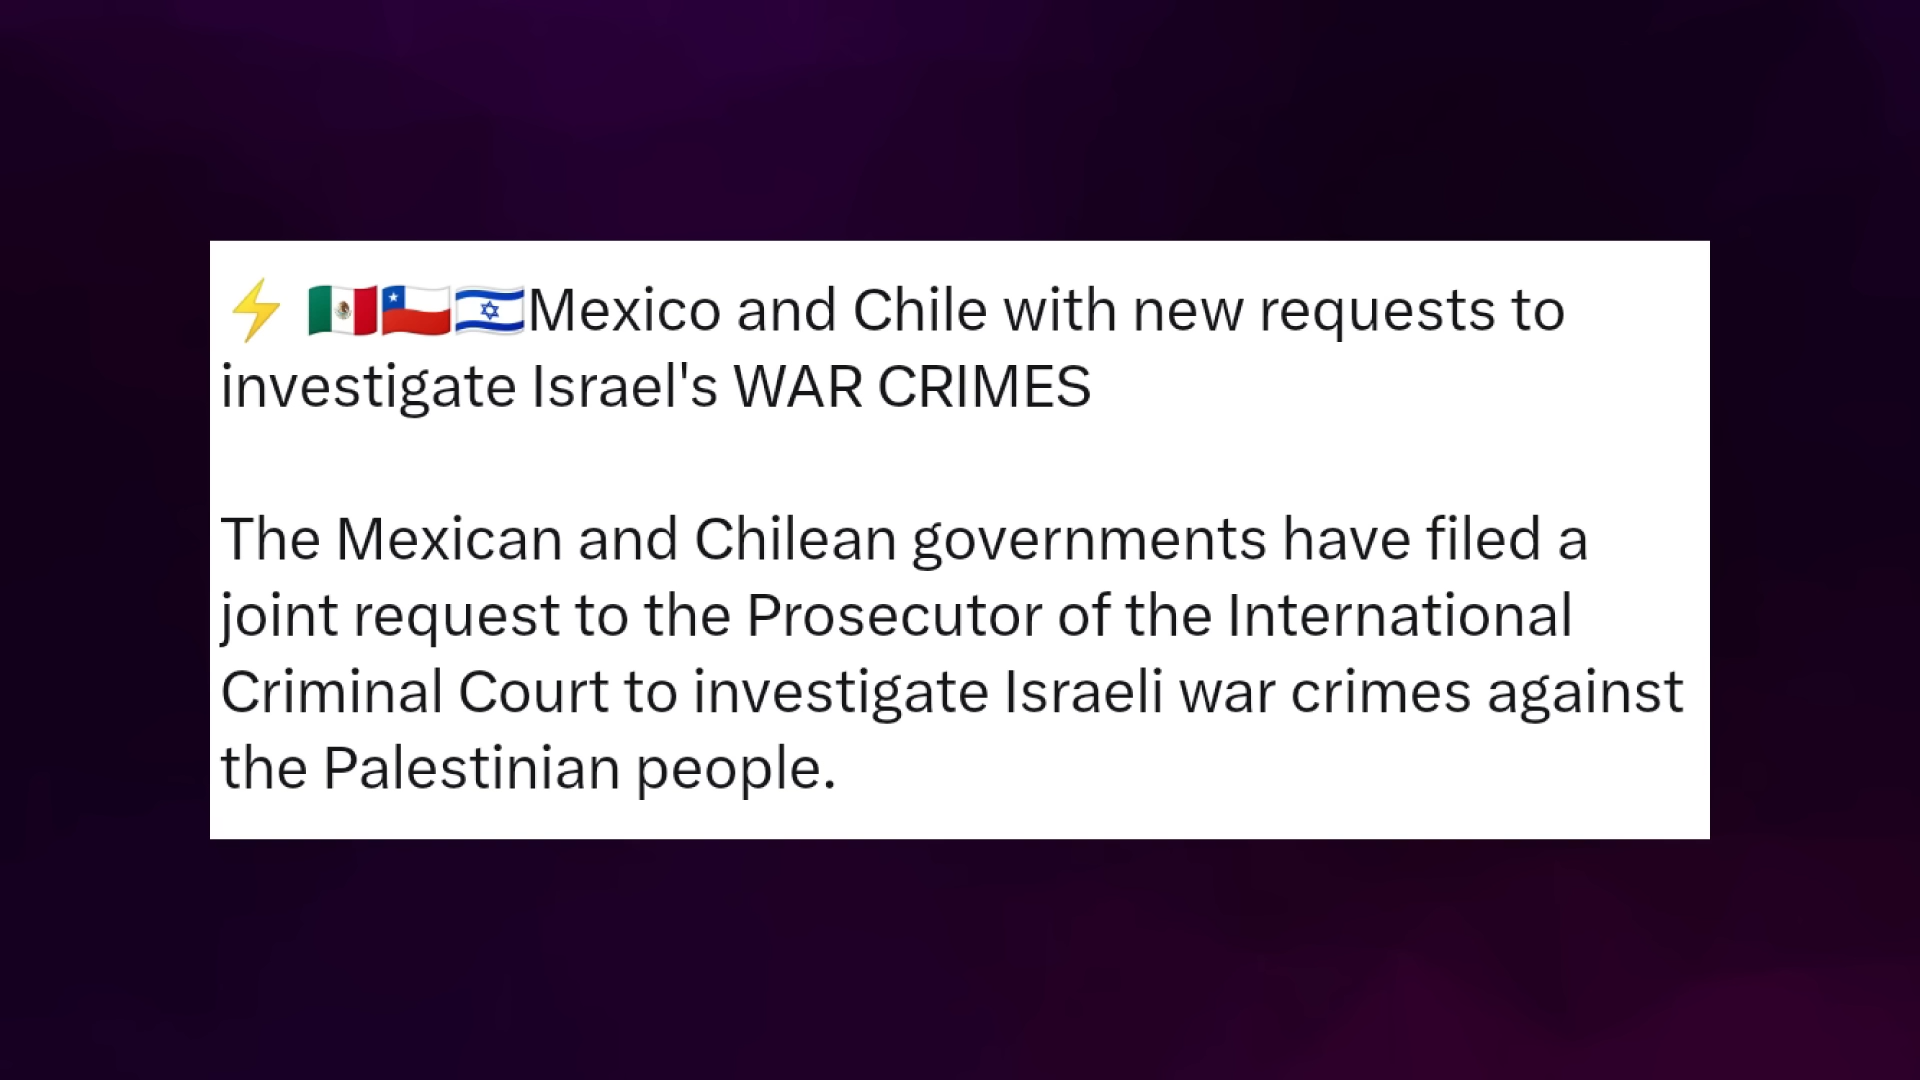 ⚡ 🇲🇽🇨🇱🇮🇱Mexico and Chile with new requests to
investigate Israel's WAR CRIMES
The Mexican and Chilean governments have filed a
joint request to the Prosecutor of the International
Criminal Court to investigate Israeli war crimes against
the Palestinian people.